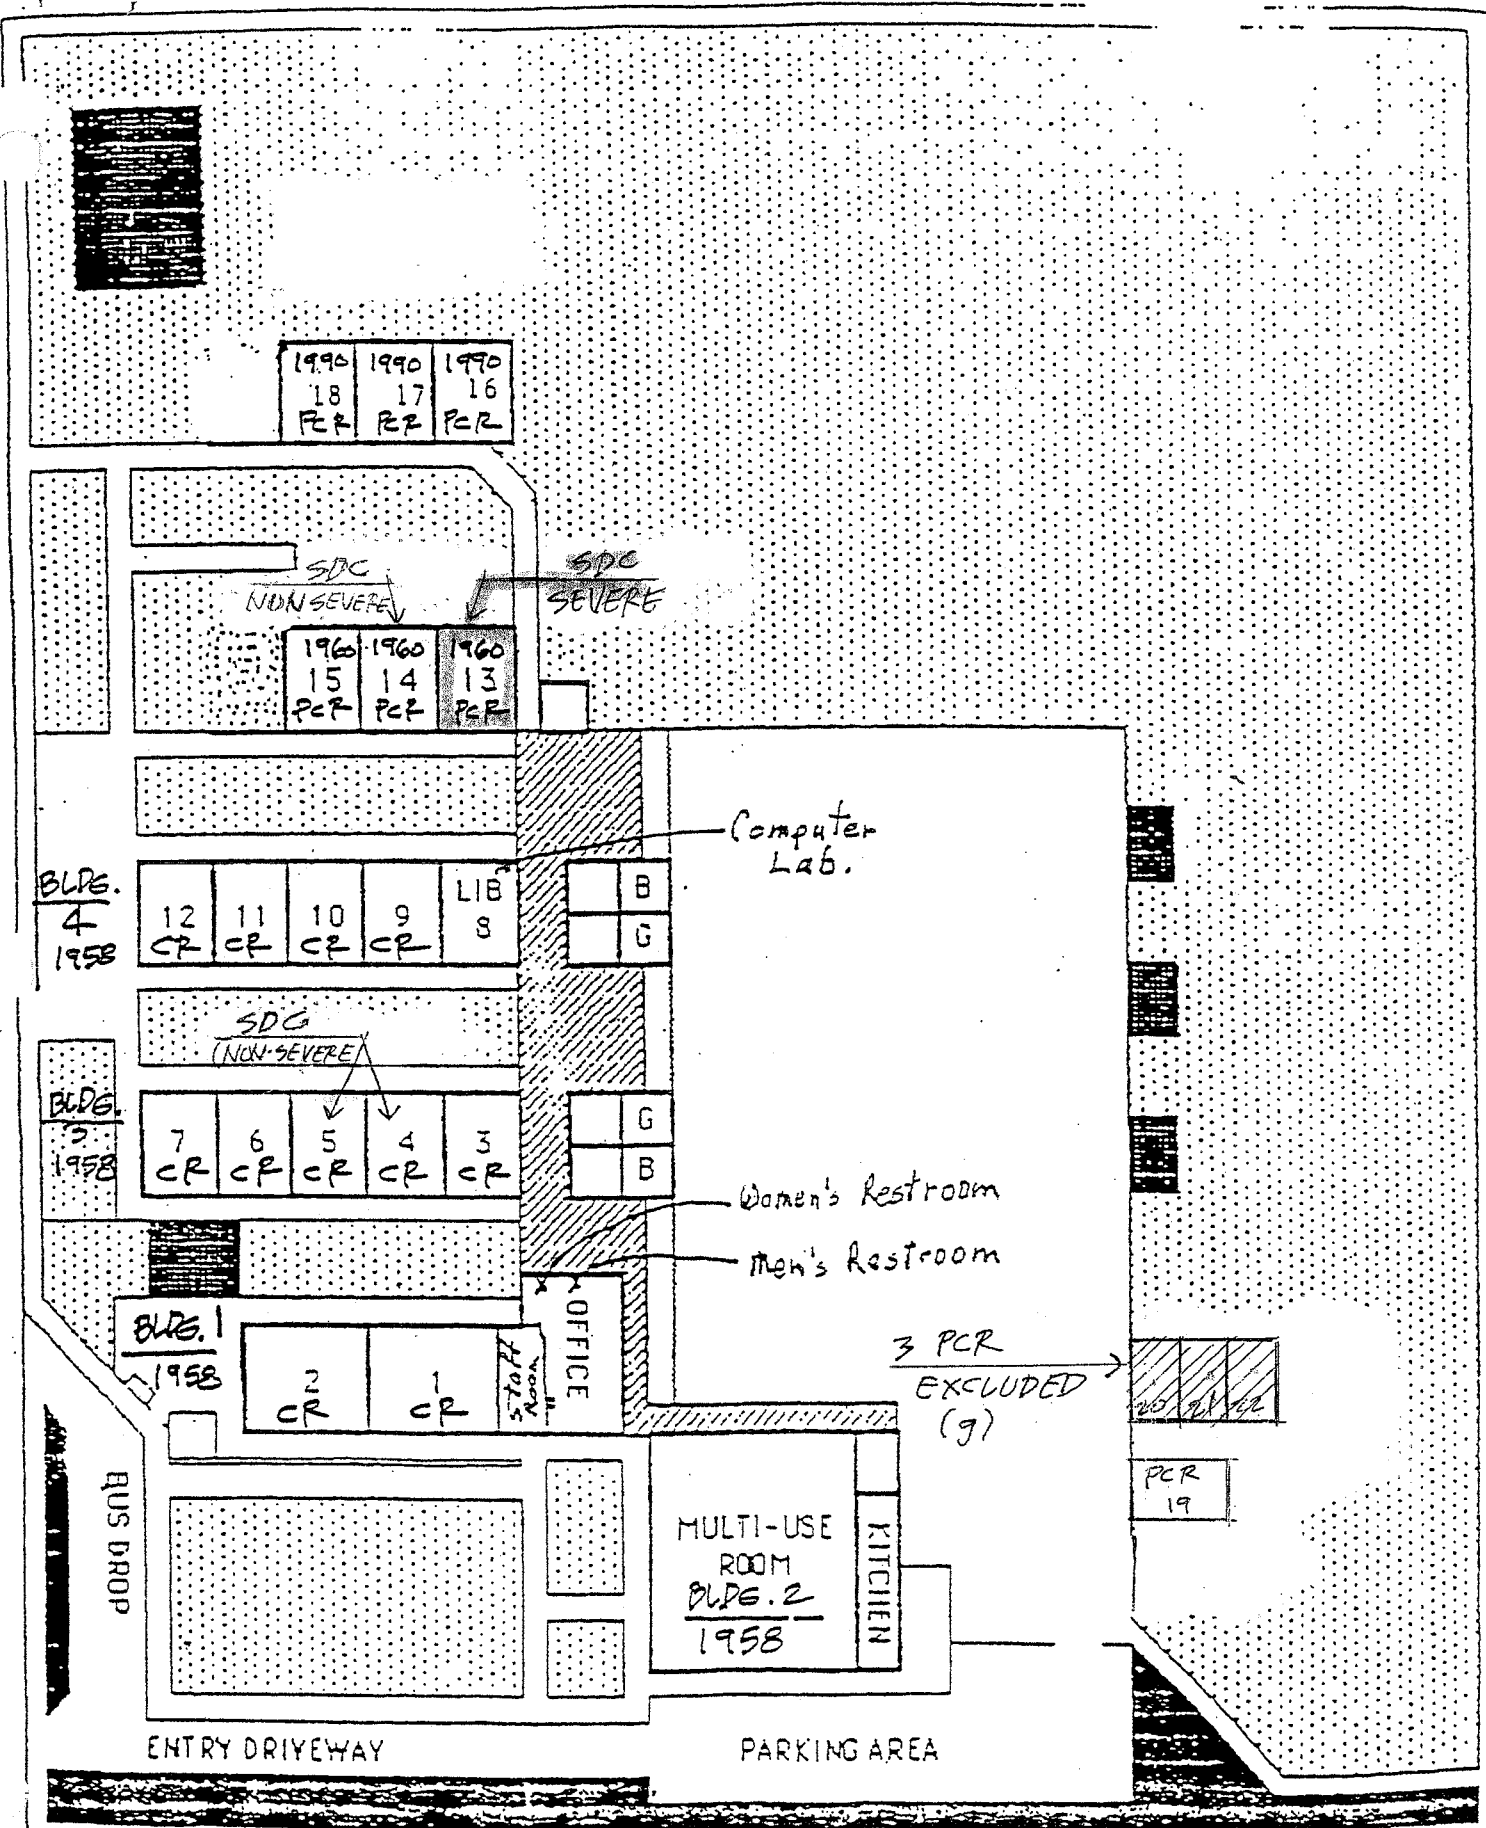 1990 1990 1990
18 17 16
PCR PCR PCR
SDC
NONSEVERE
SDC
SEVERE
1960 1960 1960
15 14 13
PCR PCR PCR
Computer
Lab.
BLDG.
4
1958
12 11 10 9 LIB
CR CR CR CR 8
B
G
SDC
(NON-SEVERE)
BLDG.
3
1958
7 6 5 4 3
CR CR CR CR CR
G
B
Women's Restroom
Men's Restroom
OFFICE
BLDG. 1
1958
2 1
CR CR
Staff
Room
3 PCR
EXCLUDED
(g)
20 21 22
PCR
19
BUS DROP
MULTI-USE
ROOM
BLDG. 2
1958
KITCHEN
ENTRY DRIVEWAY
PARKING AREA